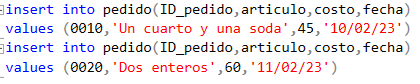 insert into pedido(ID_pedido,articulo,costo,fecha)
values (0010,'Un cuarto y una soda',45,'10/02/23')
insert into pedido(ID_pedido,articulo,costo,fecha)
values (0020,'Dos enteros',60,'11/02/23')